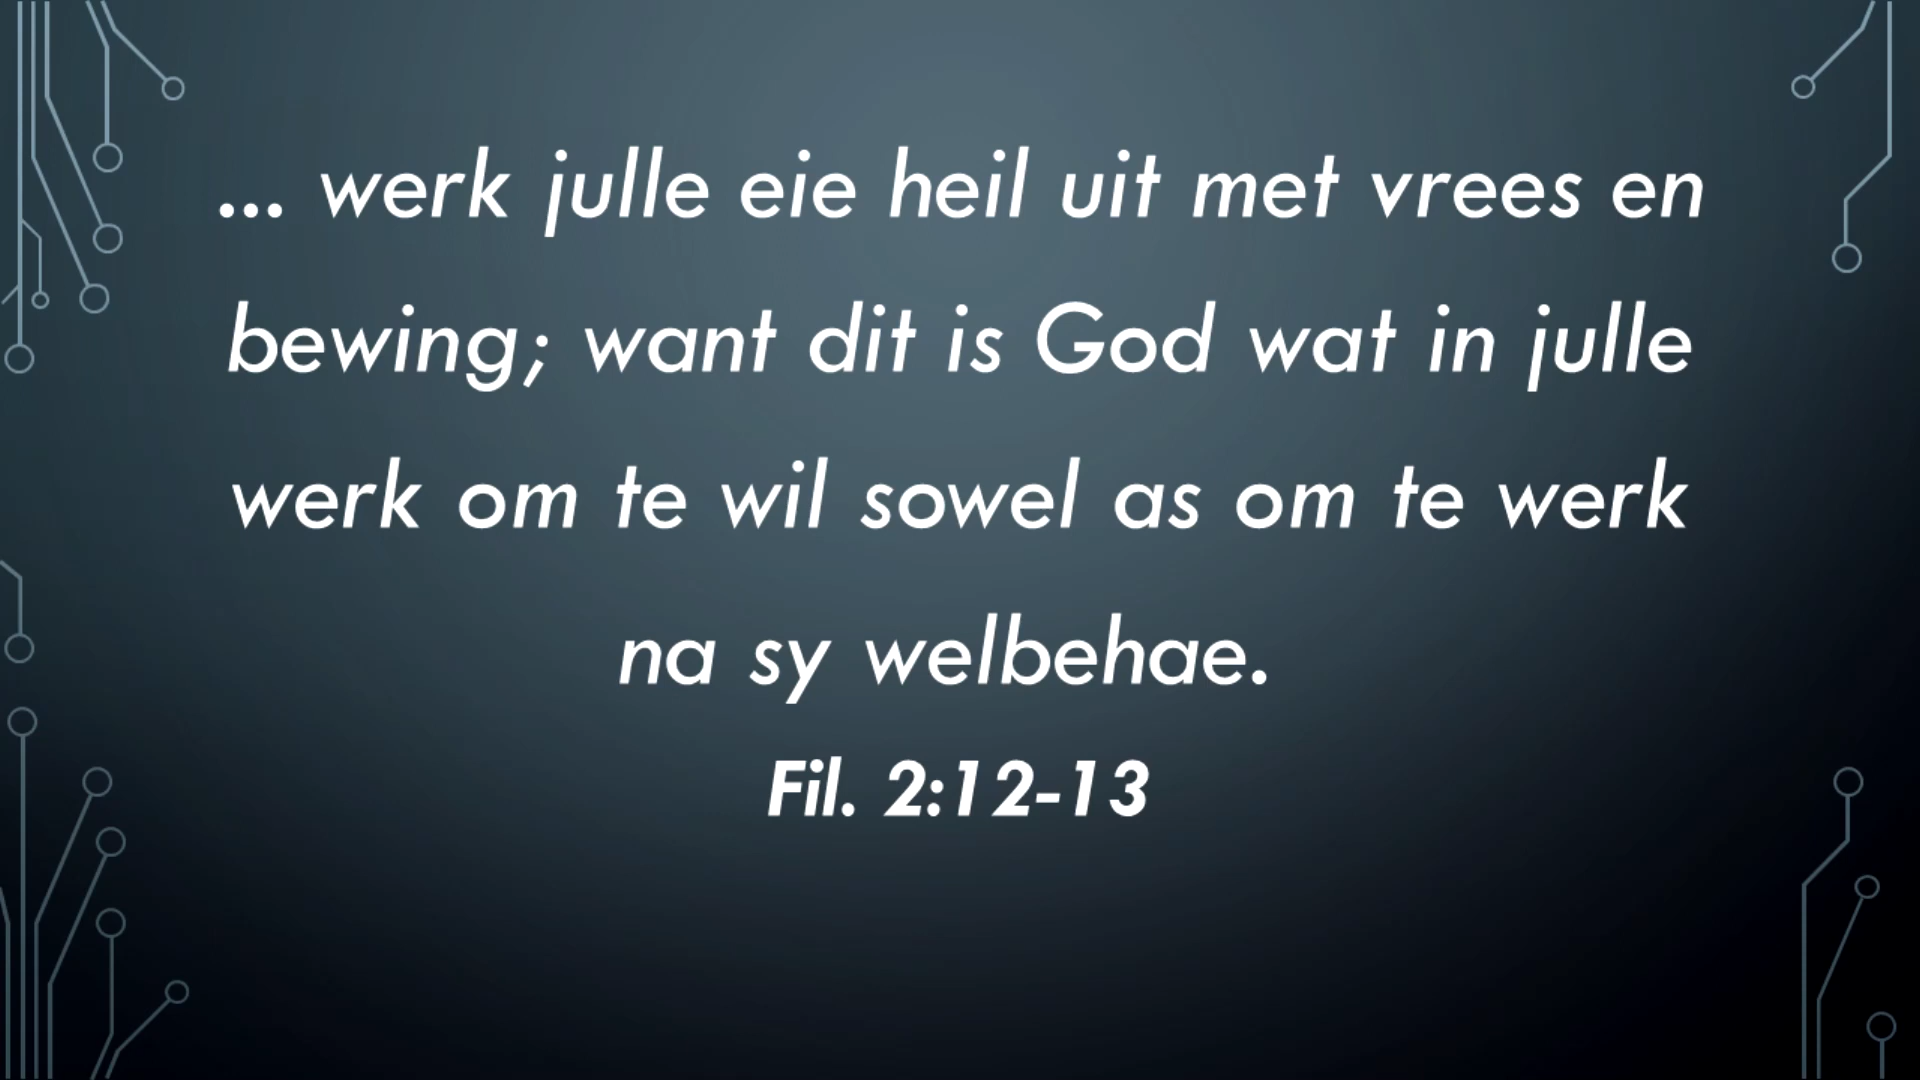 ... werk julle eie heil uit met vrees en
bewing; want dit is God wat in julle
werk om te wil sowel as om te werk
na sy welbehae.
Fil. 2:12-13